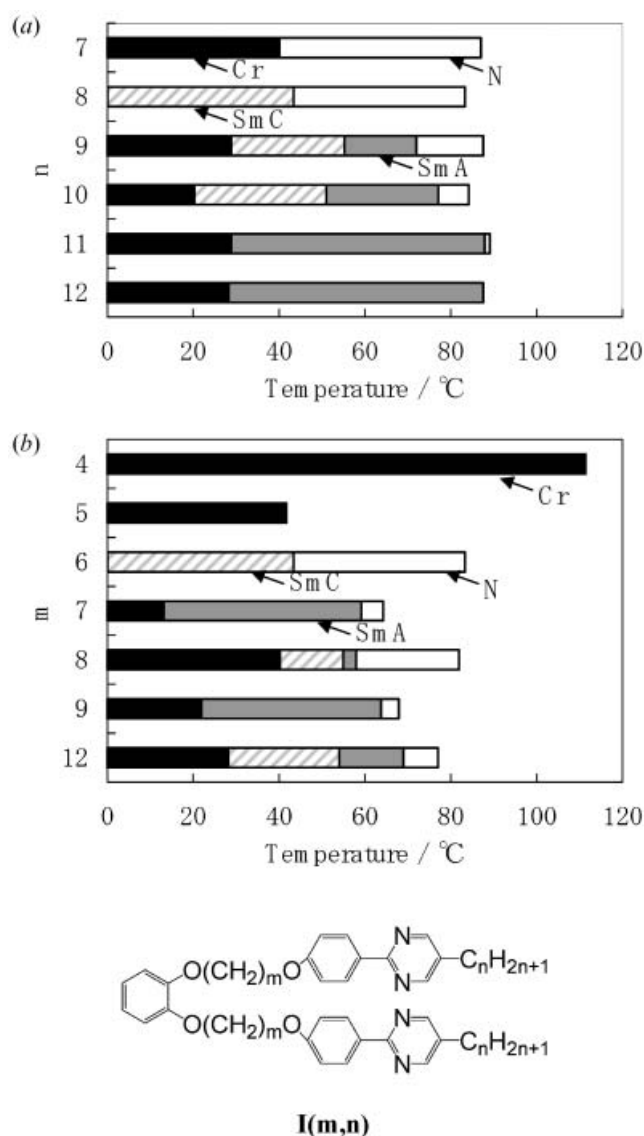 (a)
7
Cr
N
8
SmC
9
SmA
n
10
11
12
0 20 40 60 80 100 120
Temperature / °C
(b)
4
Cr
5
6
SmC
N
m
7
SmA
8
9
12
0 20 40 60 80 100 120
Temperature / °C
O(CH2)mO N N CnH2n+1
O(CH2)mO N N CnH2n+1
I(m,n)